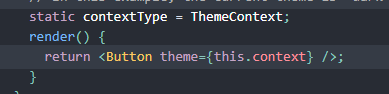 static contextType = ThemeContext;
render() {
return <Button theme={this.context} />;
}